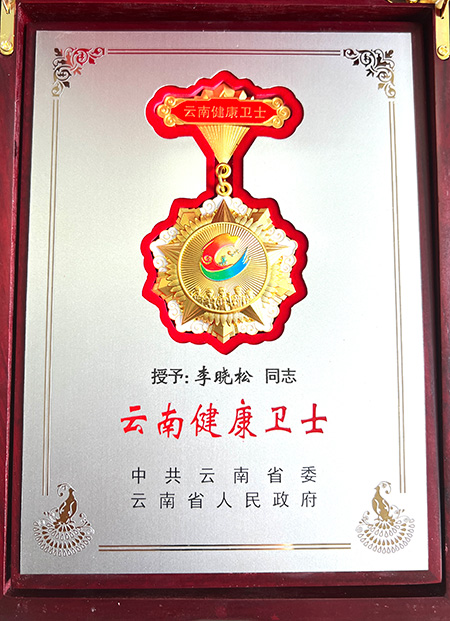 云南健康卫士
授予:李晓松 同志
云南健康卫士
中共云南省委
云南省人民政府